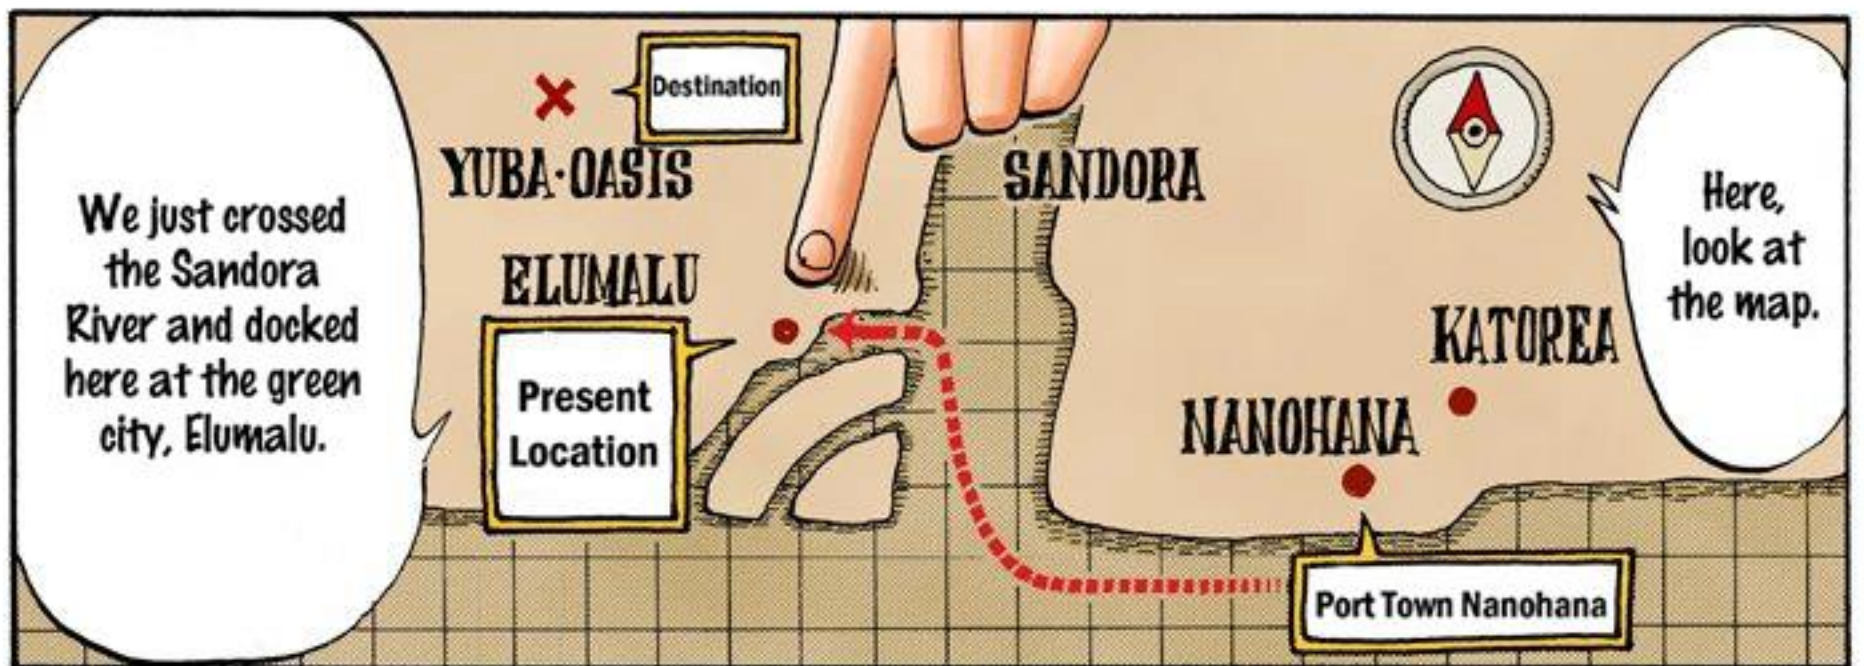 Here,
look at
the map.
Destination
YUBA·OASIS
SANDORA
ELUMALU
KATOREA
NANOHANA
Present
Location
Port Town Nanohana
We just crossed
the Sandora
River and docked
here at the green
city, Elumalu.